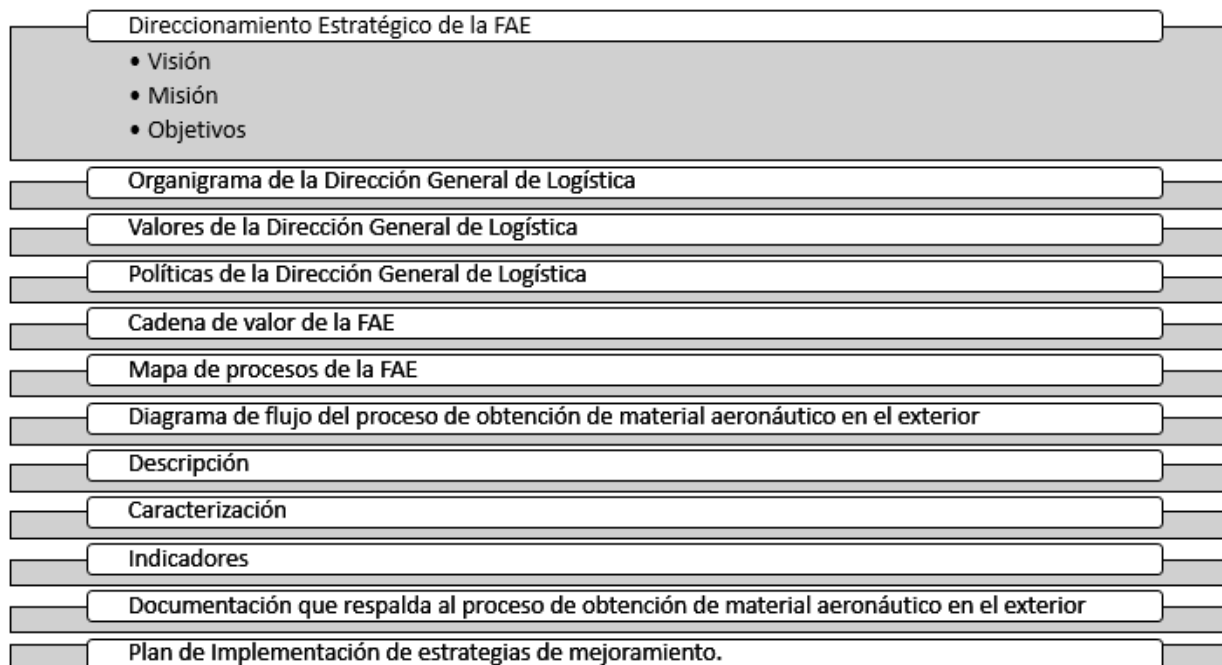 Direccionamiento Estratégico de la FAE
• Visión
• Misión
• Objetivos
Organigrama de la Dirección General de Logística
Valores de la Dirección General de Logística
Políticas de la Dirección General de Logística
Cadena de valor de la FAE
Mapa de procesos de la FAE
Diagrama de flujo del proceso de obtención de material aeronáutico en el exterior
Descripción
Caracterización
Indicadores
Documentación que respalda al proceso de obtención de material aeronáutico en el exterior
Plan de Implementación de estrategias de mejoramiento.